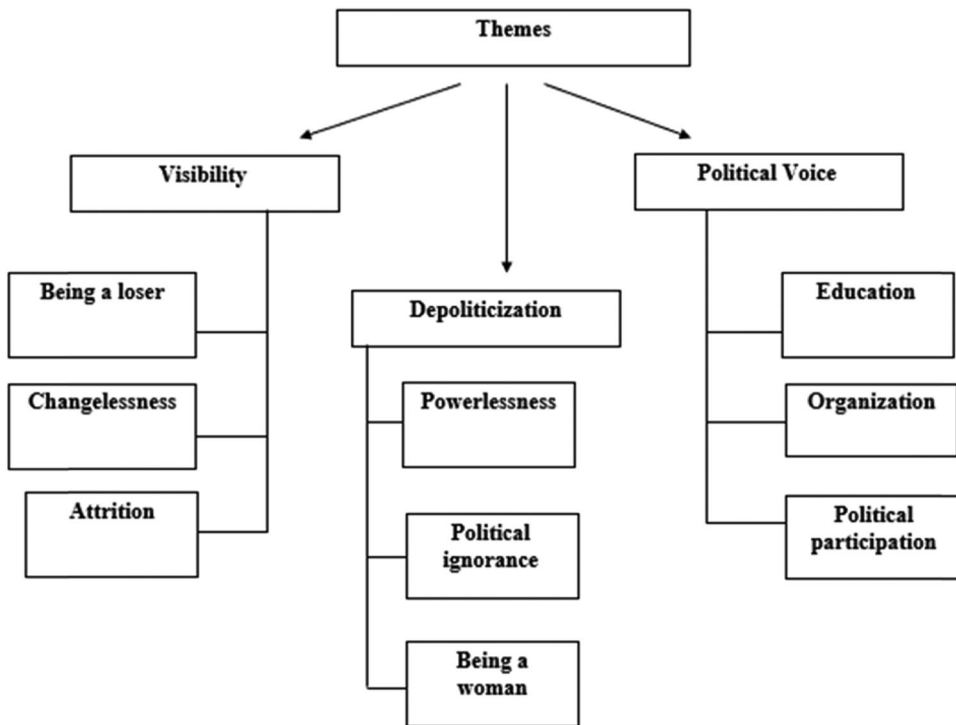 Themes
Visibility
Being a loser
Changelessness
Attrition
Depoliticization
Powerlessness
Political
ignorance
Being a
woman
Political Voice
Education
Organization
Political
participation